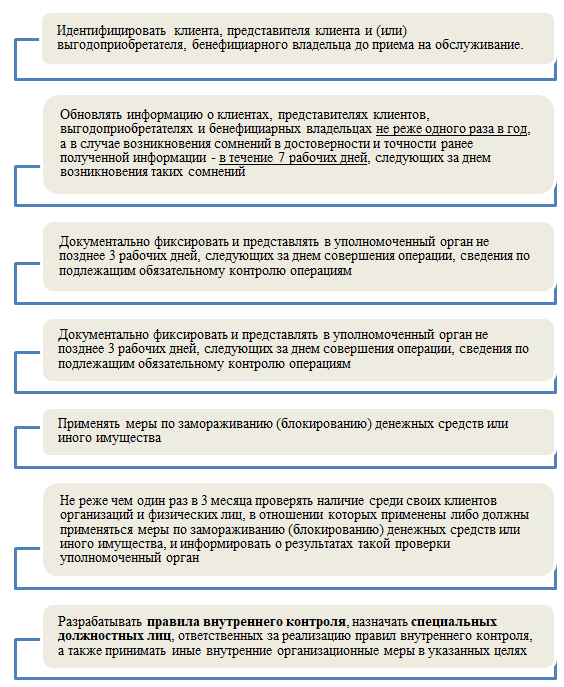 Идентифицировать клиента, представителя клиента и (или)
выгодоприобретателя, бенефициарного владельца до приема на обслуживание.
Обновлять информацию о клиентах, представителях клиентов,
выгодоприобретателях и бенефициарных владельцах не реже одного раза в год,
а в случае возникновения сомнений в достоверности и точности ранее
полученной информации - в течение 7 рабочих дней, следующих за днем
возникновения таких сомнений
Документально фиксировать и представлять в уполномоченный орган не
позднее 3 рабочих дней, следующих за днем совершения операции, сведения по
подлежащим обязательному контролю операциям
Документально фиксировать и представлять в уполномоченный орган не
позднее 3 рабочих дней, следующих за днем совершения операции, сведения по
подлежащим обязательному контролю операциям
Применять меры по замораживанию (блокированию) денежных средств или
иного имущества
Не реже чем один раз в 3 месяца проверять наличие среди своих клиентов
организаций и физических лиц, в отношении которых применены либо должны
применяться меры по замораживанию (блокированию) денежных средств или
иного имущества, и информировать о результатах такой проверки
уполномоченный орган
Разрабатывать правила внутреннего контроля, назначать специальных
должностных лиц, ответственных за реализацию правил внутреннего контроля,
а также принимать иные внутренние организационные меры в указанных целях